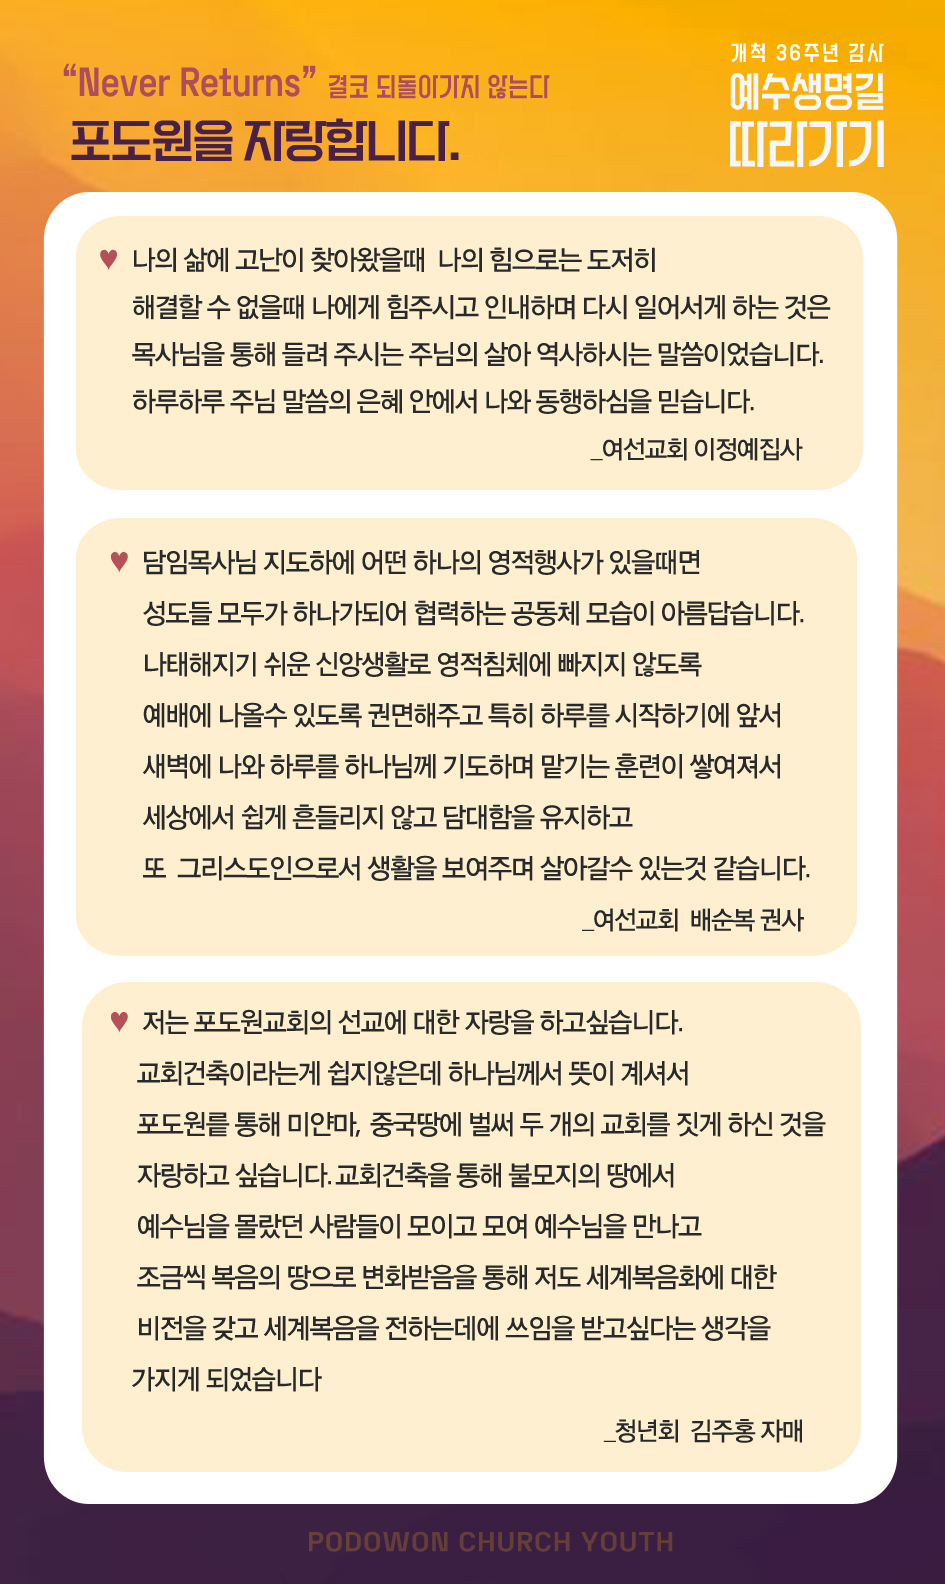 “Never Returns” 결코 되돌아가지 않는다
포도원을 자랑합니다.
개척 36주년 감사
예수생명길
따라가기
♥ 나의 삶에 고난이 찾아왔을때 나의 힘으로는 도저히
해결할 수 없을때 나에게 힘주시고 인내하며 다시 일어서게 하는 것은
목사님을 통해 들려 주시는 주님의 살아 역사하시는 말씀이었습니다.
하루하루 주님 말씀의 은혜 안에서 나와 동행하심을 믿습니다.
_여선교회 이정예집사
♥ 담임목사님 지도하에 어떤 하나의 영적행사가 있을때면
성도들 모두가 하나가되어 협력하는 공동체 모습이 아름답습니다.
나태해지기 쉬운 신앙생활로 영적침체에 빠지지 않도록
예배에 나올수 있도록 권면해주고 특히 하루를 시작하기에 앞서
새벽에 나와 하루를 하나님께 기도하며 맡기는 훈련이 쌓여져서
세상에서 쉽게 흔들리지 않고 담대함을 유지하고
또 그리스도인으로서 생활을 보여주며 살아갈수 있는것 같습니다.
_여선교회 배순복 권사
♥ 저는 포도원교회의 선교에 대한 자랑을 하고싶습니다.
교회건축이라는게 쉽지않은데 하나님께서 뜻이 계셔서
포도원를 통해 미얀마, 중국땅에 벌써 두 개의 교회를 짓게 하신 것을
자랑하고 싶습니다. 교회건축을 통해 불모지의 땅에서
예수님을 몰랐던 사람들이 모이고 모여 예수님을 만나고
조금씩 복음의 땅으로 변화받음을 통해 저도 세계복음화에 대한
비전을 갖고 세계복음을 전하는데에 쓰임을 받고싶다는 생각을
가지게 되었습니다
_청년회 김주홍 자매
PODOWON CHURCH YOUTH